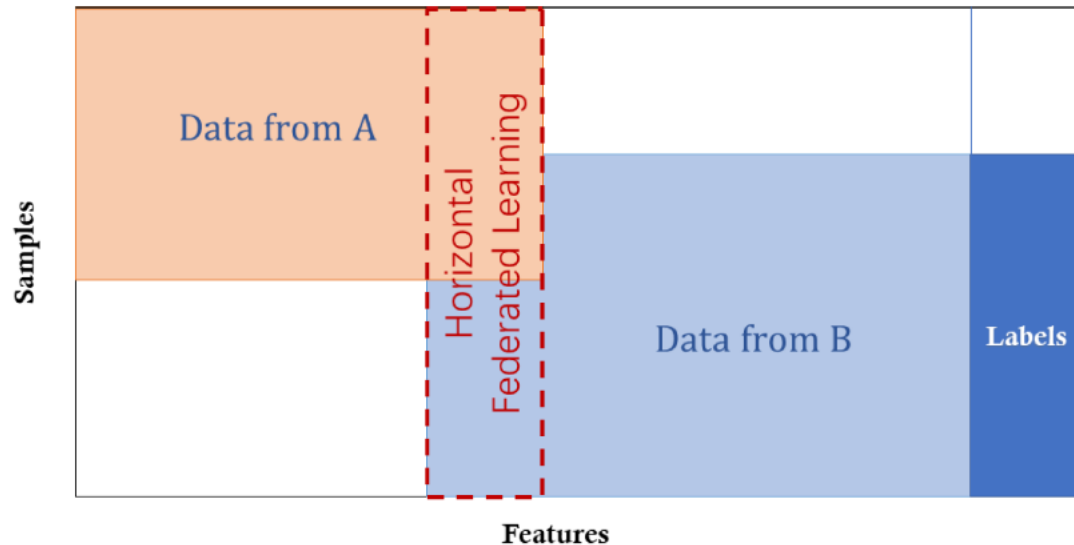 Data from A
Horizontal
Federated Learning
Samples
Data from B
Labels
Features